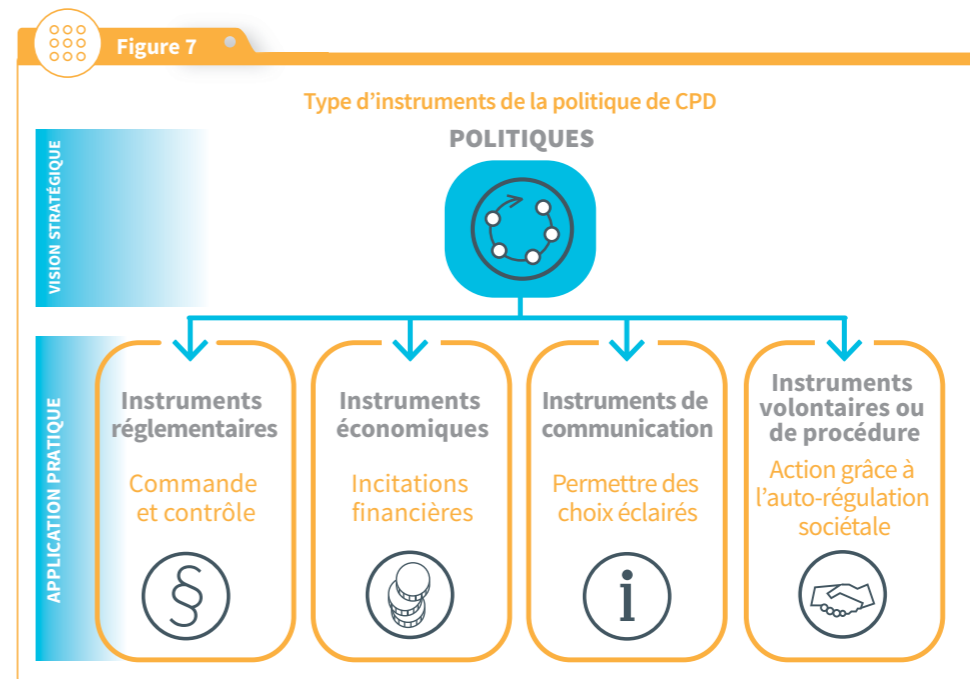 Figure 7
Type d'instruments de la politique de CPD
VISION STRATÉGIQUE
POLITIQUES
APPLICATION PRATIQUE
Instruments
réglementaires
Commande
et contrôle
§
Instruments
économiques
Incitations
financières
Instruments de
communication
Permettre des
choix éclairés
i
Instruments
volontaires ou
de procédure
Action grâce à
l'auto-régulation
sociétale